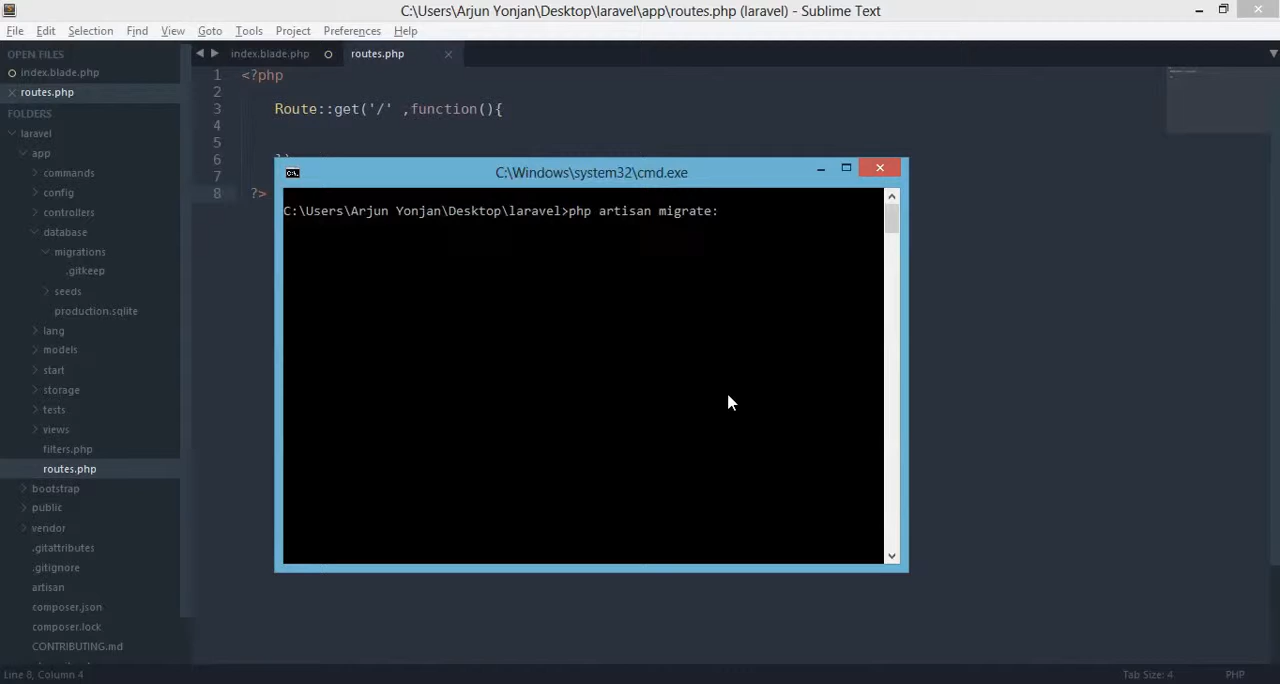 C:\Users\Arjun Yonjan\Desktop\laravel\app\routes.php (laravel) - Sublime Text
File Edit Selection Find View Goto Tools Project Preferences Help
OPEN FILES
index.blade.php
routes.php
FOLDERS
laravel
app
commands
config
controllers
database
migrations
.gitkeep
seeds
production.sqlite
lang
models
start
storage
tests
views
filters.php
routes.php
bootstrap
public
vendor
.gitattributes
.gitignore
artisan
composer.json
composer.lock
CONTRIBUTING.md
index.blade.php routes.php
1 <?php
2
3 Route::get('/' ,function(){
4
5
6
7
8 ?>
C:\Windows\system32\cmd.exe
C:\Users\Arjun Yonjan\Desktop\laravel>php artisan migrate:
Line 8, Column 4
Tab Size: 4
PHP